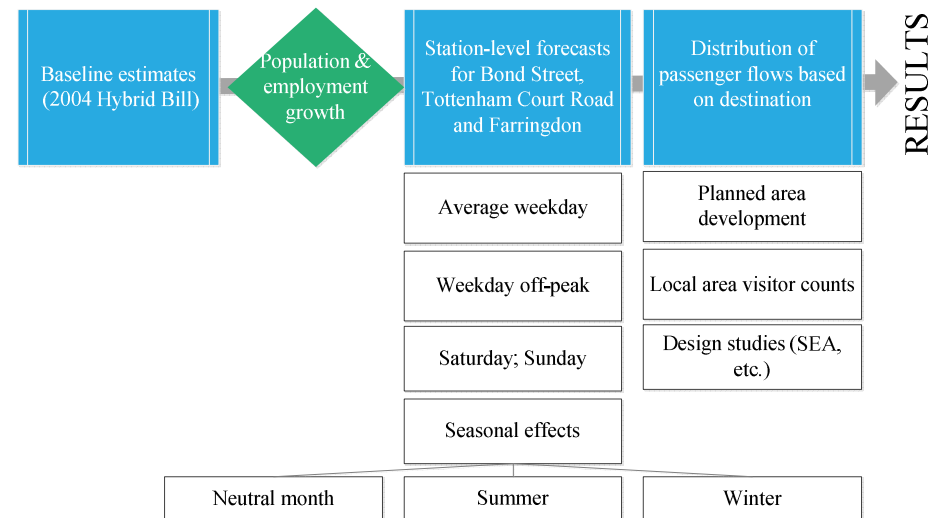 Baseline estimates
(2004 Hybrid Bill)
Population &
employment
growth
Station-level forecasts
for Bond Street,
Tottenham Court Road
and Farringdon
Distribution of
passenger flows based
on destination
RESULTS
Average weekday
Weekday off-peak
Saturday; Sunday
Seasonal effects
Planned area
development
Local area visitor counts
Design studies (SEA,
etc.)
Neutral month
Summer
Winter